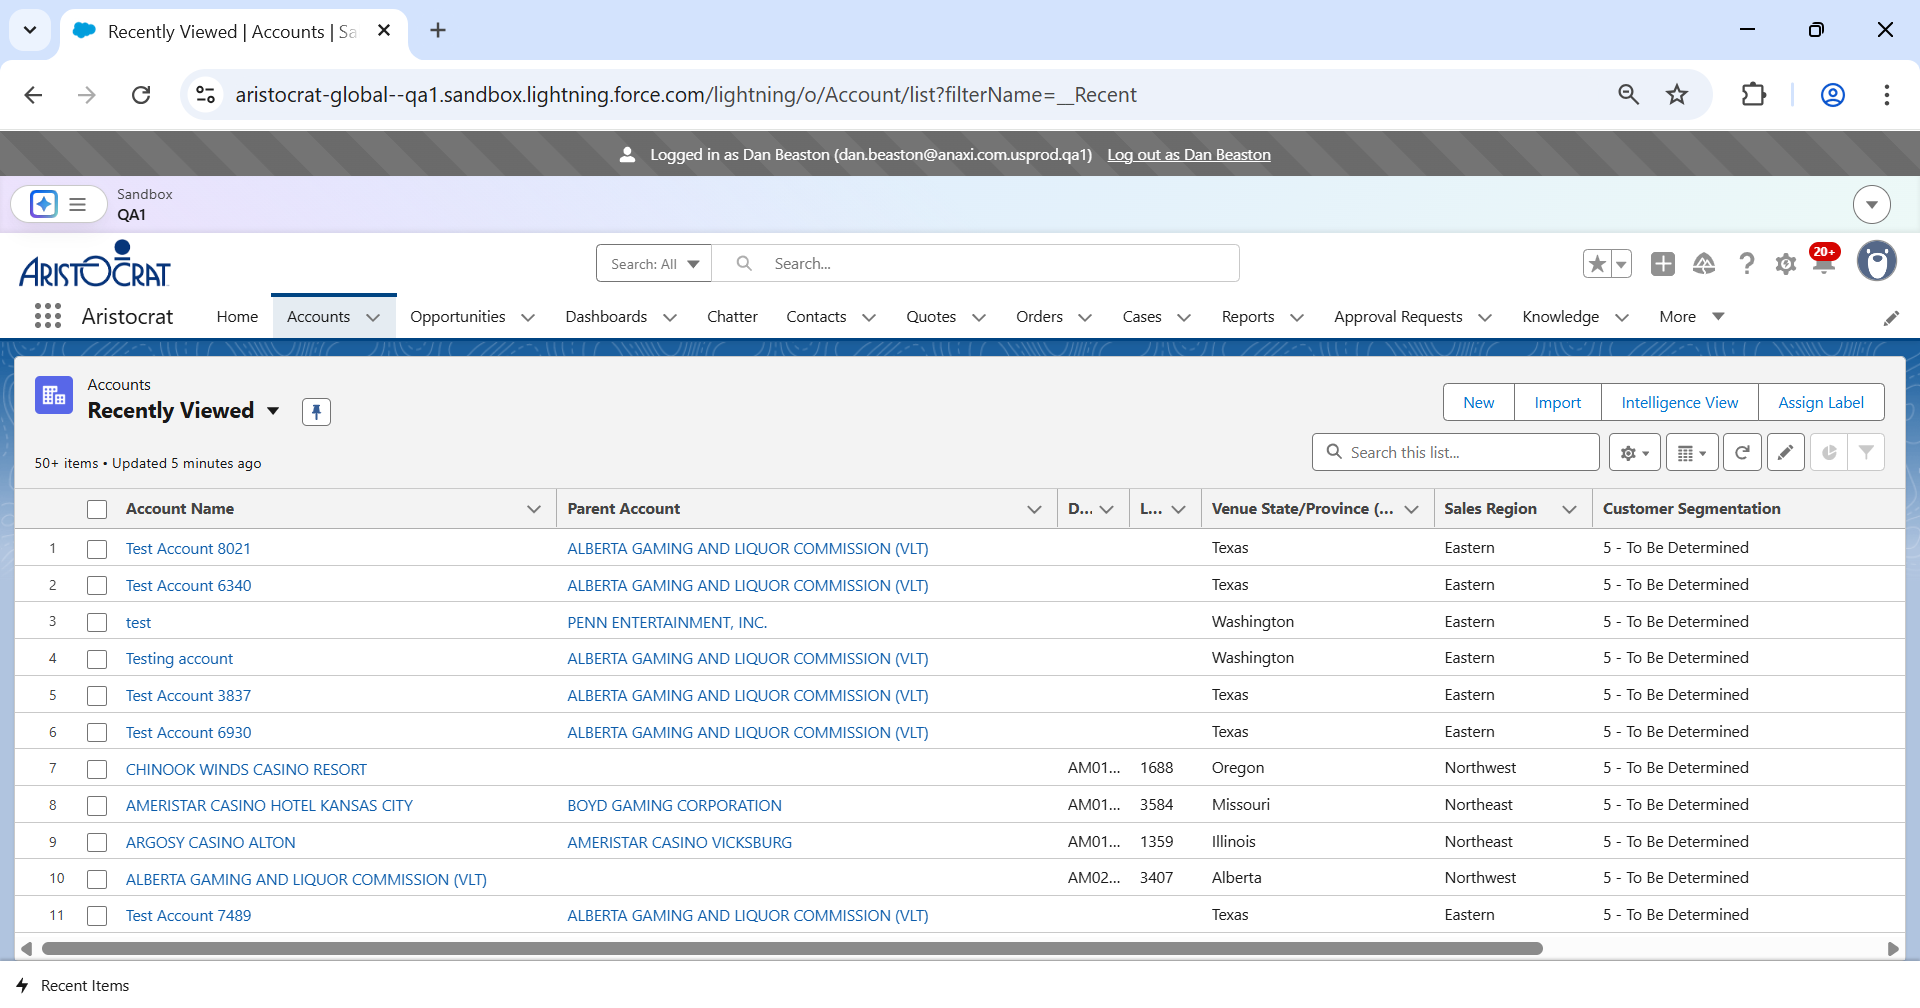 Recently Viewed | Accounts | Sa
aristocrat-global--qa1.sandbox.lightning.force.com/lightning/o/Account/list?filterName=__Recent
Logged in as Dan Beaston (dan.beaston@anaxi.com.usprod.qa1) Log out as Dan Beaston
Sandbox
QA1
ARISTOCRAT
Search: All Search...
20+
Aristocrat Home Accounts Opportunities Dashboards Chatter Contacts Quotes Orders Cases Reports Approval Requests Knowledge More
Accounts
Recently Viewed
New Import Intelligence View Assign Label
50+ items • Updated 5 minutes ago
Search this list...
Account Name Parent Account D... L... Venue State/Province (... Sales Region Customer Segmentation
1 Test Account 8021 ALBERTA GAMING AND LIQUOR COMMISSION (VLT) Texas Eastern 5 - To Be Determined
2 Test Account 6340 ALBERTA GAMING AND LIQUOR COMMISSION (VLT) Texas Eastern 5 - To Be Determined
3 test PENN ENTERTAINMENT, INC. Washington Eastern 5 - To Be Determined
4 Testing account ALBERTA GAMING AND LIQUOR COMMISSION (VLT) Washington Eastern 5 - To Be Determined
5 Test Account 3837 ALBERTA GAMING AND LIQUOR COMMISSION (VLT) Texas Eastern 5 - To Be Determined
6 Test Account 6930 ALBERTA GAMING AND LIQUOR COMMISSION (VLT) Texas Eastern 5 - To Be Determined
7 CHINOOK WINDS CASINO RESORT AM01... 1688 Oregon Northwest 5 - To Be Determined
8 AMERISTAR CASINO HOTEL KANSAS CITY BOYD GAMING CORPORATION AM01... 3584 Missouri Northeast 5 - To Be Determined
9 ARGOSY CASINO ALTON AMERISTAR CASINO VICKSBURG AM01... 1359 Illinois Northeast 5 - To Be Determined
10 ALBERTA GAMING AND LIQUOR COMMISSION (VLT) AM02... 3407 Alberta Northwest 5 - To Be Determined
11 Test Account 7489 ALBERTA GAMING AND LIQUOR COMMISSION (VLT) Texas Eastern 5 - To Be Determined
Recent Items